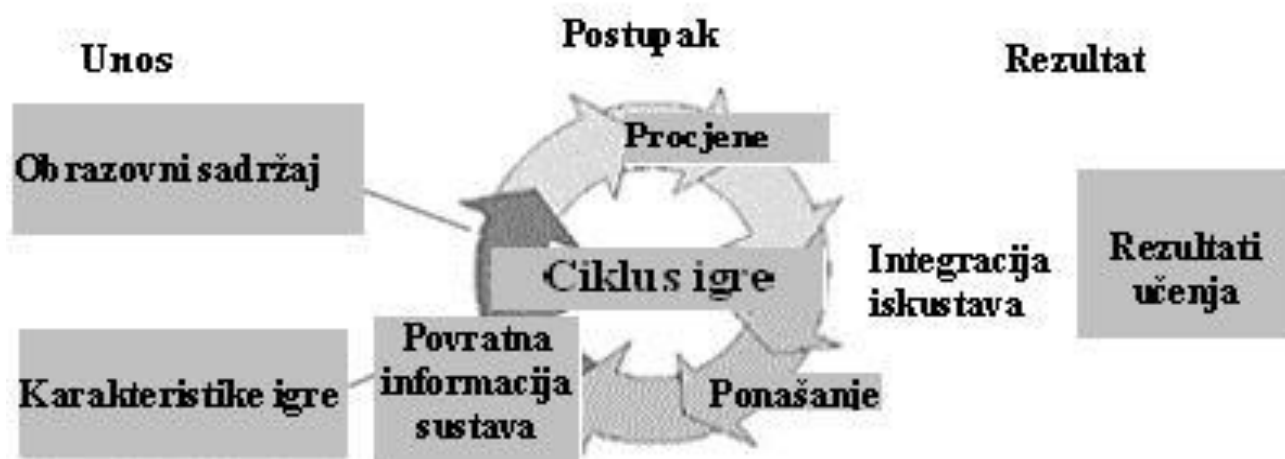 Unos
Postupak
Rezultat
Obrazovni sadržaj
Karakteristike igre
Procjene
Ciklus igre
Povratna
informacija
sustava
Ponašanje
Integracija
iskustava
Rezultati
učenja